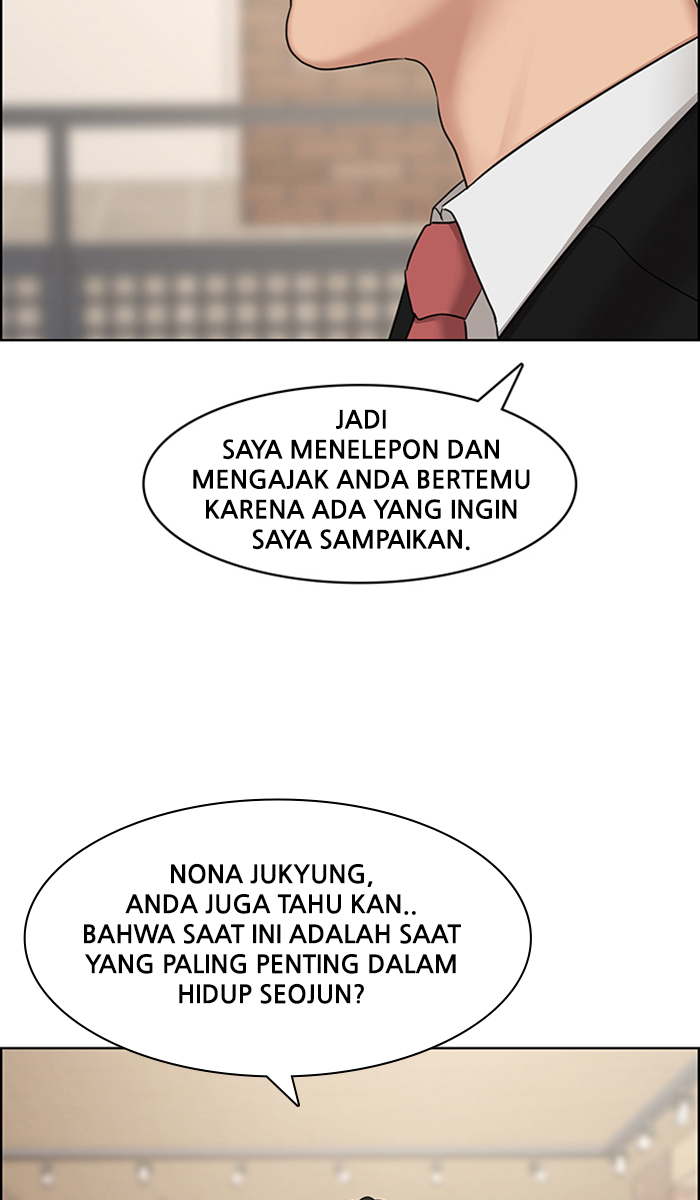 JADI
SAYA MENELEPON DAN
MENGAJAK ANDA BERTEMU
KARENA ADA YANG INGIN
SAYA SAMPAIKAN.
NONA JUKYUNG,
ANDA JUGA TAHU KAN..
BAHWA SAAT INI ADALAH SAAT
YANG PALING PENTING DALAM
HIDUP SEOJUN?